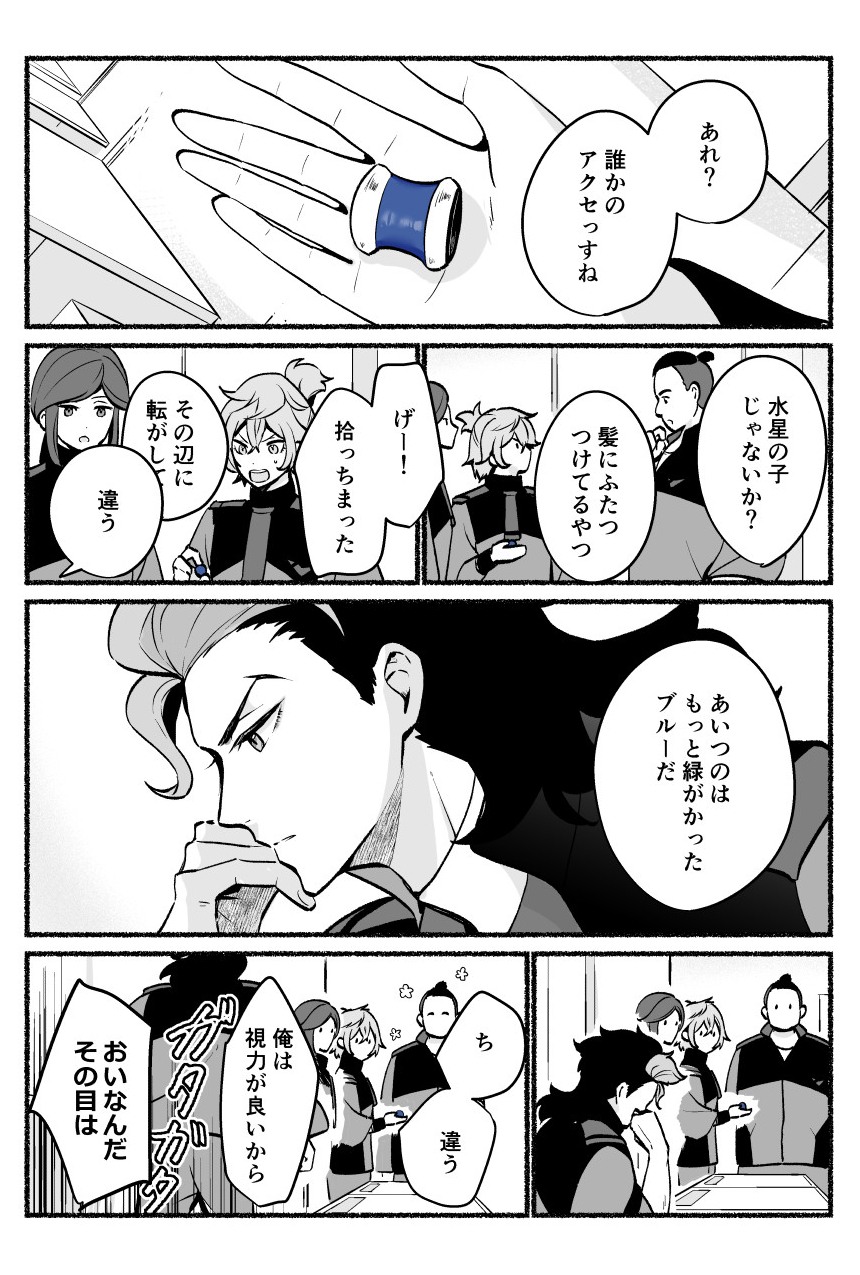 あれ？
誰かの
アクセっすね
水星の子
じゃないか？
髪にふたつ
つけてるやつ
げー！
拾っちまった
その辺に
転がして
違う
あいつのは
もっと緑がかった
ブルーだ
ち
違う
俺は
視力が良いから
ガタガタ
おいなんだ
その目は